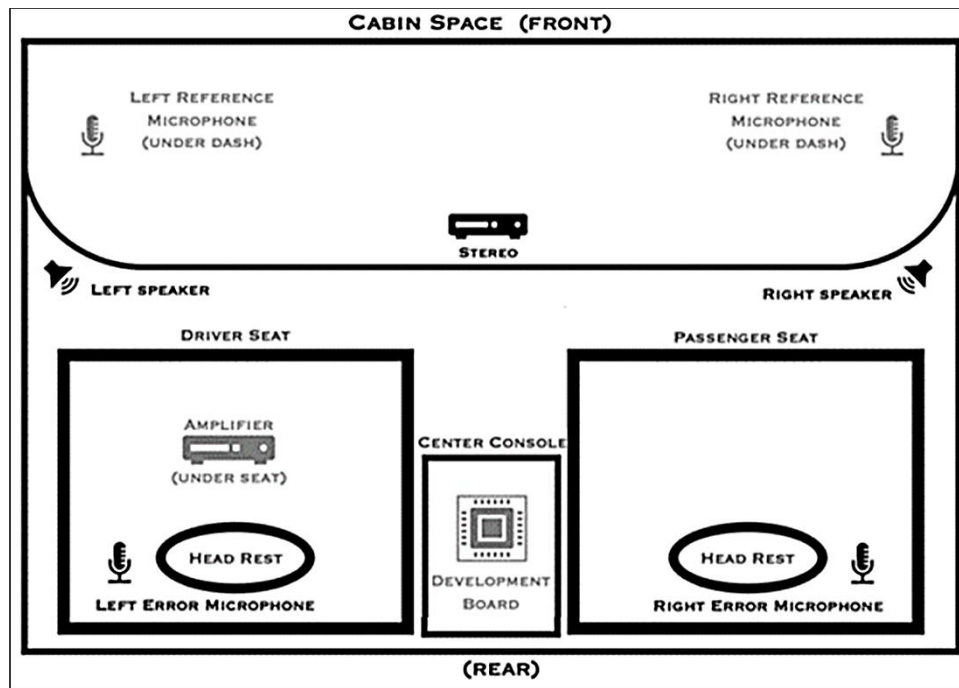 CABIN SPACE (FRONT)
LEFT REFERENCE
MICROPHONE
(UNDER DASH)
RIGHT REFERENCE
MICROPHONE
(UNDER DASH)
STEREO
LEFT SPEAKER
RIGHT SPEAKER
DRIVER SEAT
PASSENGER SEAT
AMPLIFIER
(UNDER SEAT)
CENTER CONSOLE
HEAD REST
LEFT ERROR MICROPHONE
DEVELOPMENT
BOARD
HEAD REST
RIGHT ERROR MICROPHONE
(REAR)